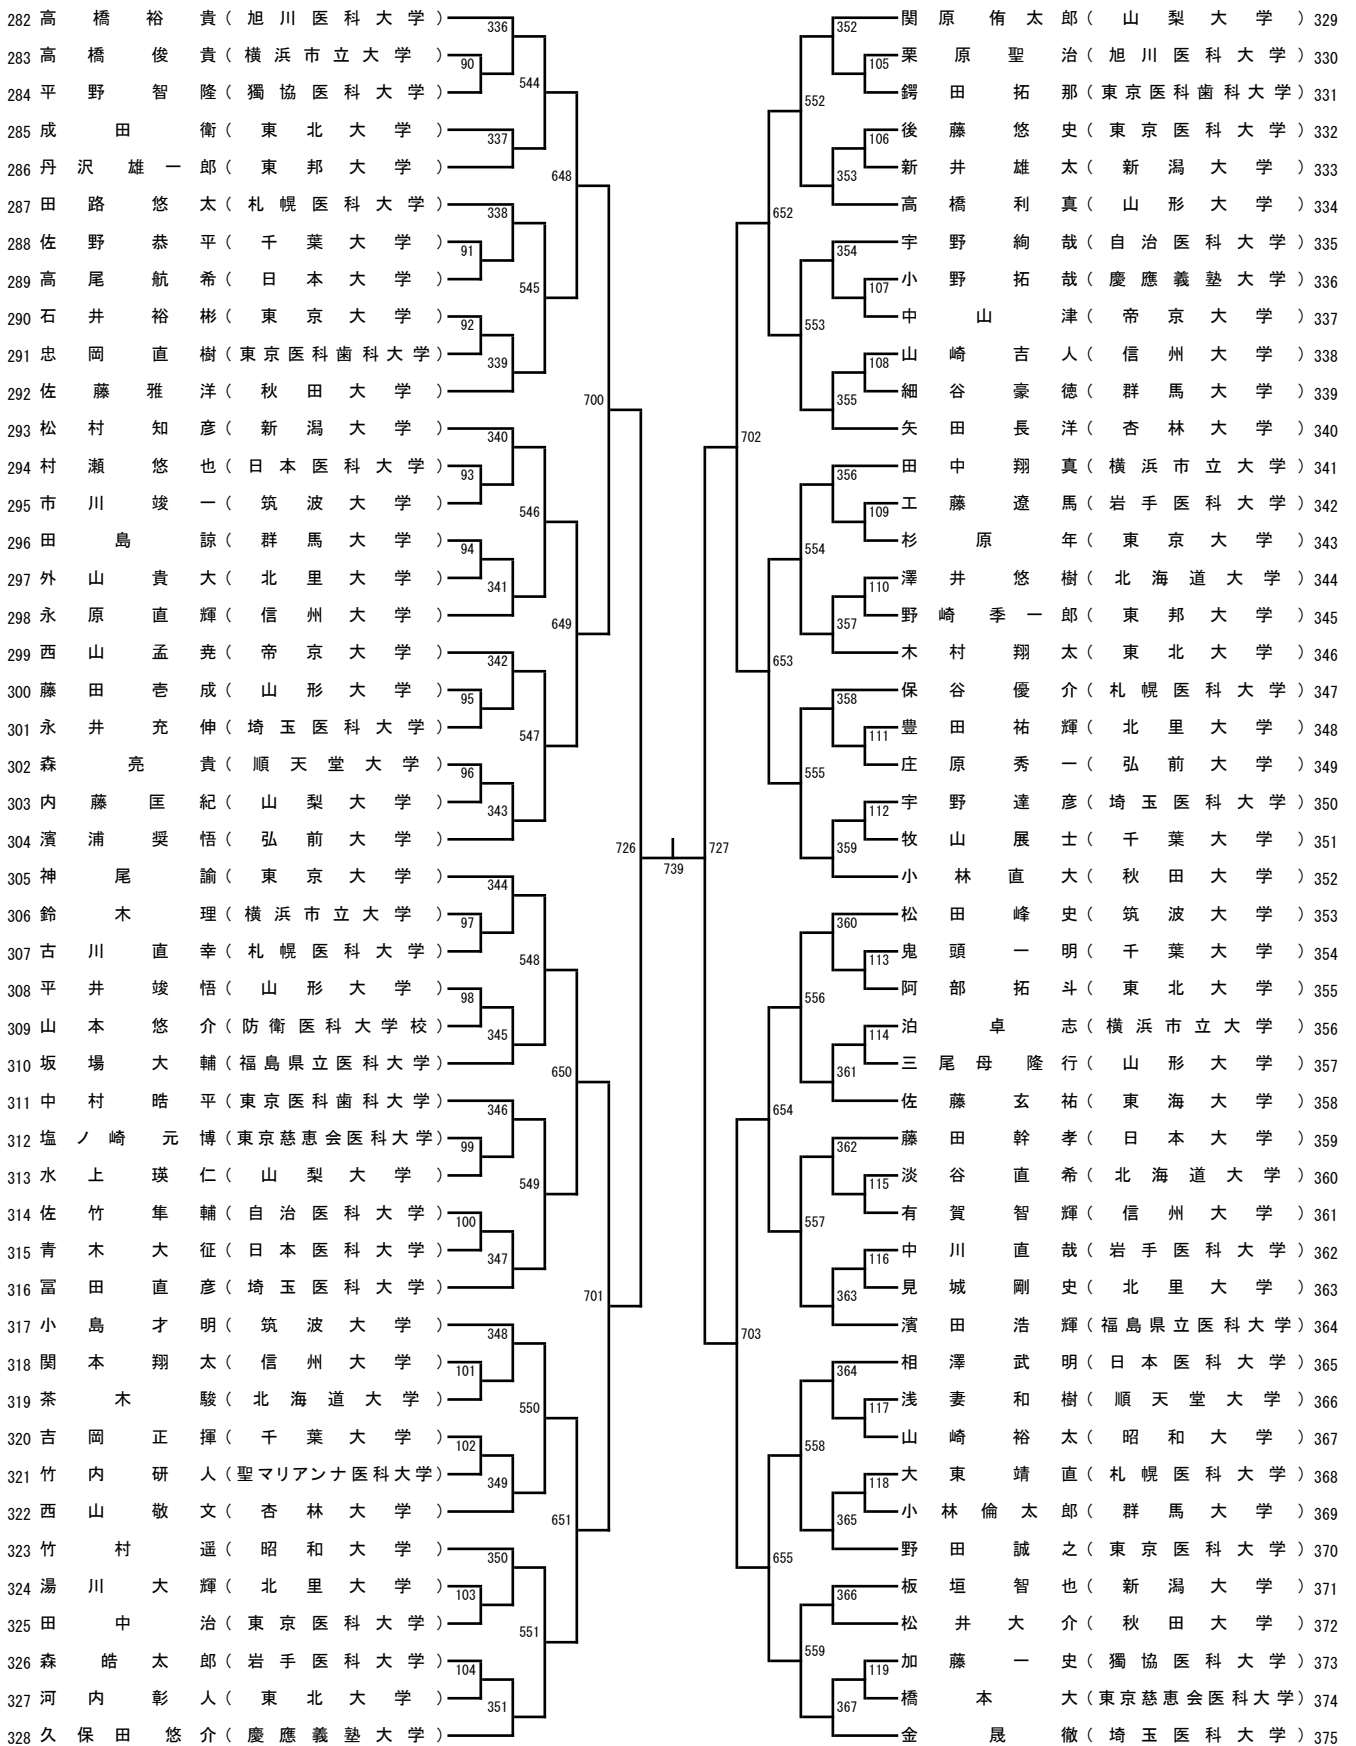 282 高橋裕貴(旭川医科大学)
283 高橋俊貴(横浜市立大学)
284 平野智隆(獨協医科大学)
285 成田衛(東北大学)
286 丹沢雄一郎(東邦大学)
287 田路悠太(札幌医科大学)
288 佐野恭平(千葉大学)
289 高尾航希(日本大学)
290 石井裕彬(東京大学)
291 忠岡直樹(東京医科歯科大学)
292 佐藤雅洋(秋田大学)
293 松村知彦(新潟大学)
294 村瀬悠也(日本医科大学)
295 市川竣一(筑波大学)
296 田島諒(群馬大学)
297 外山貴大(北里大学)
298 永原直輝(信州大学)
299 西山孟尭(帝京大学)
300 藤田壱成(山形大学)
301 永井充伸(埼玉医科大学)
302 森亮貴(順天堂大学)
303 内藤匡紀(山梨大学)
304 濱浦奨悟(弘前大学)
305 神尾諭(東京大学)
306 鈴木理(横浜市立大学)
307 古川直幸(札幌医科大学)
308 平井竣悟(山形大学)
309 山本悠介(防衛医科大学校)
310 坂場大輔(福島県立医科大学)
311 中村晧平(東京医科歯科大学)
312 塩ノ崎元博(東京慈恵会医科大学)
313 水上瑛仁(山梨大学)
314 佐竹隼輔(自治医科大学)
315 青木大征(日本医科大学)
316 冨田直彦(埼玉医科大学)
317 小島才明(筑波大学)
318 関本翔太(信州大学)
319 茶木駿(北海道大学)
320 吉岡正揮(千葉大学)
321 竹内研人(聖マリアンナ医科大学)
322 西山敬文(杏林大学)
323 竹村遥(昭和大学)
324 湯川大輝(北里大学)
325 田中治(東京医科大学)
326 森皓太郎(岩手医科大学)
327 河内彰人(東北大学)
328 久保田悠介(慶應義塾大学)
336
90
337
338
91
92
339
340
93
94
341
342
95
96
343
344
97
98
345
346
99
100
347
348
101
102
349
350
103
104
351
544
545
546
547
548
549
550
551
648
649
650
651
700
701
726
739
727
702
703
652
653
654
655
552
553
554
555
556
557
558
559
352
105
106
353
354
107
108
355
356
109
110
357
358
111
112
359
360
113
114
361
362
115
116
363
364
117
118
365
366
119
367
関原侑太郎(山梨大学) 329
栗原聖治(旭川医科大学) 330
鍔田拓那(東京医科歯科大学) 331
後藤悠史(東京医科大学) 332
新井雄太(新潟大学) 333
高橋利真(山形大学) 334
宇野絢哉(自治医科大学) 335
小野拓哉(慶應義塾大学) 336
中山津(帝京大学) 337
山崎吉人(信州大学) 338
細谷豪徳(群馬大学) 339
矢田長洋(杏林大学) 340
田中翔真(横浜市立大学) 341
工藤遼馬(岩手医科大学) 342
杉原年(東京大学) 343
澤井悠樹(北海道大学) 344
野崎季一郎(東邦大学) 345
木村翔太(東北大学) 346
保谷優介(札幌医科大学) 347
豊田祐輝(北里大学) 348
庄原秀一(弘前大学) 349
宇野達彦(埼玉医科大学) 350
牧山展士(千葉大学) 351
小林直大(秋田大学) 352
松田峰史(筑波大学) 353
鬼頭一明(千葉大学) 354
阿部拓斗(東北大学) 355
泊卓志(横浜市立大学) 356
三尾母隆行(山形大学) 357
佐藤玄祐(東海大学) 358
藤田幹孝(日本大学) 359
淡谷直希(北海道大学) 360
有賀智輝(信州大学) 361
中川直哉(岩手医科大学) 362
見城剛史(北里大学) 363
濱田浩輝(福島県立医科大学) 364
相澤武明(日本医科大学) 365
浅妻和樹(順天堂大学) 366
山崎裕太(昭和大学) 367
大東靖直(札幌医科大学) 368
小林倫太郎(群馬大学) 369
野田誠之(東京医科大学) 370
板垣智也(新潟大学) 371
松井大介(秋田大学) 372
加藤一史(獨協医科大学) 373
橋本大(東京慈恵会医科大学) 374
金晟徹(埼玉医科大学) 375